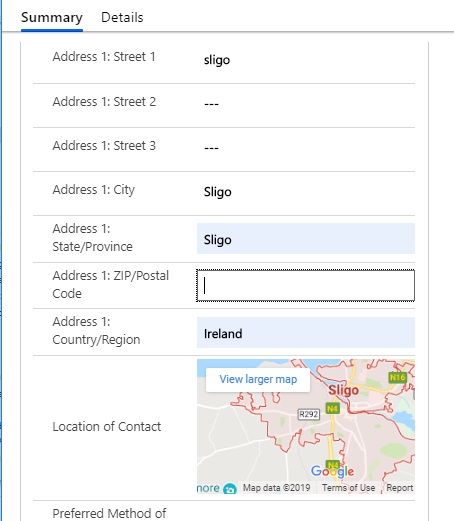 Summary Details
Address 1: Street 1 sligo
Address 1: Street 2 ---
Address 1: Street 3 ---
Address 1: City Sligo
Address 1:
State/Province Sligo
Address 1: ZIP/Postal
Code
Address 1:
Country/Region Ireland
View larger map
N16
Sligo
N4
R292
Location of Contact
N4
Google
more Map data ©2019 Terms of Use Report
Preferred Method of